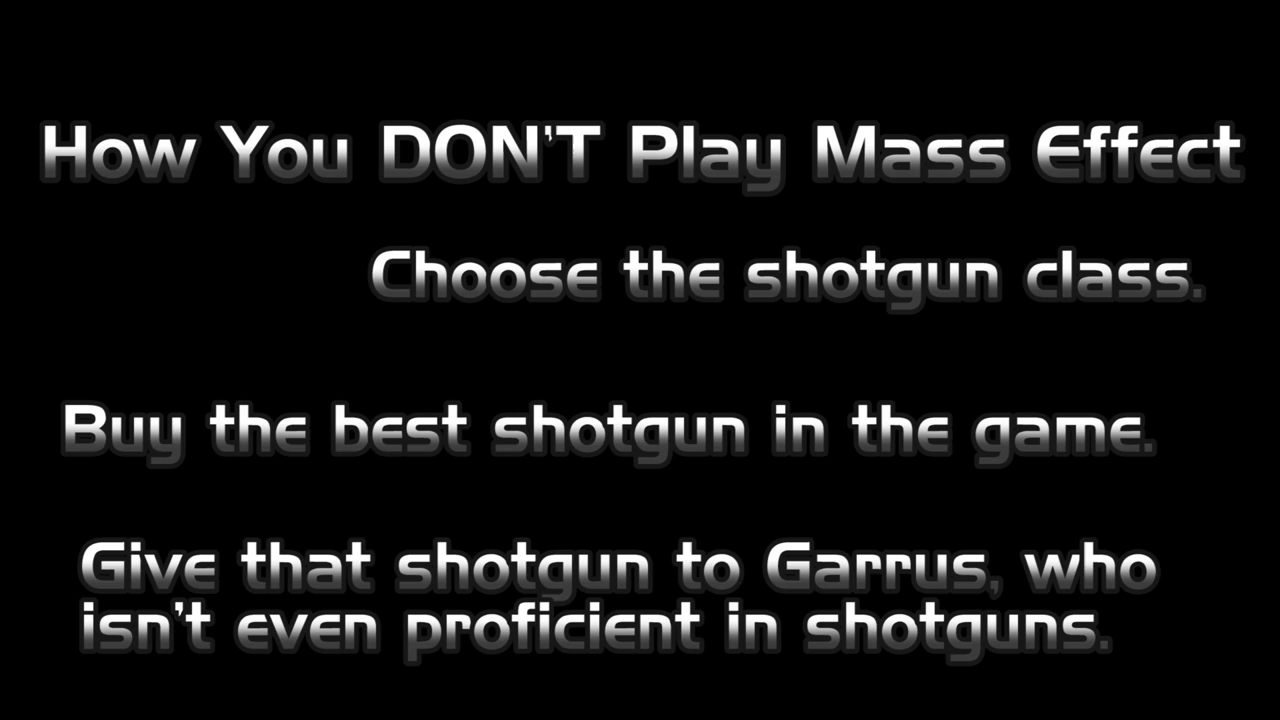 How You DON'T Play Mass Effect
Choose the shotgun class.
Buy the best shotgun in the game.
Give that shotgun to Garrus, who
isn't even proficient in shotguns.